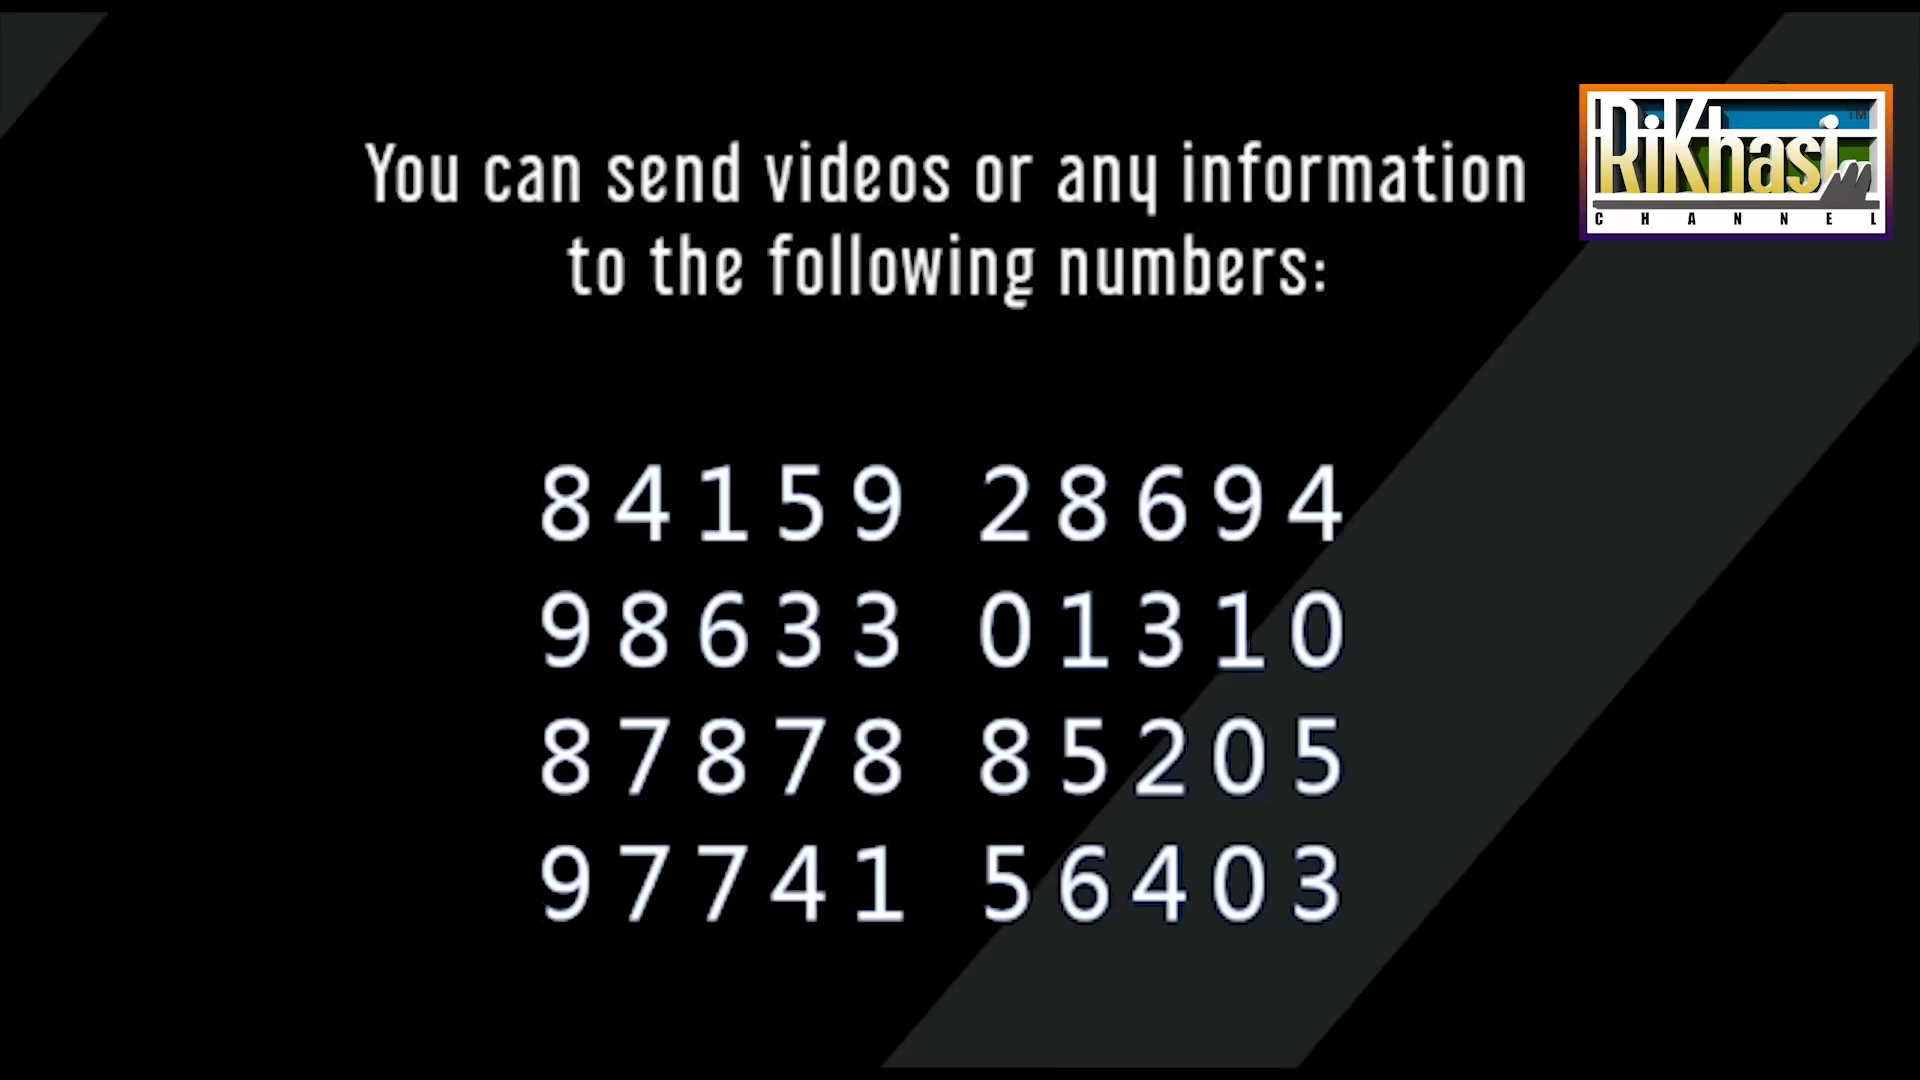 You can send videos or any information
to the following numbers:
RiKhasi
TM
CHANNEL
84159 28694
98633 01310
87878 85205
97741 56403